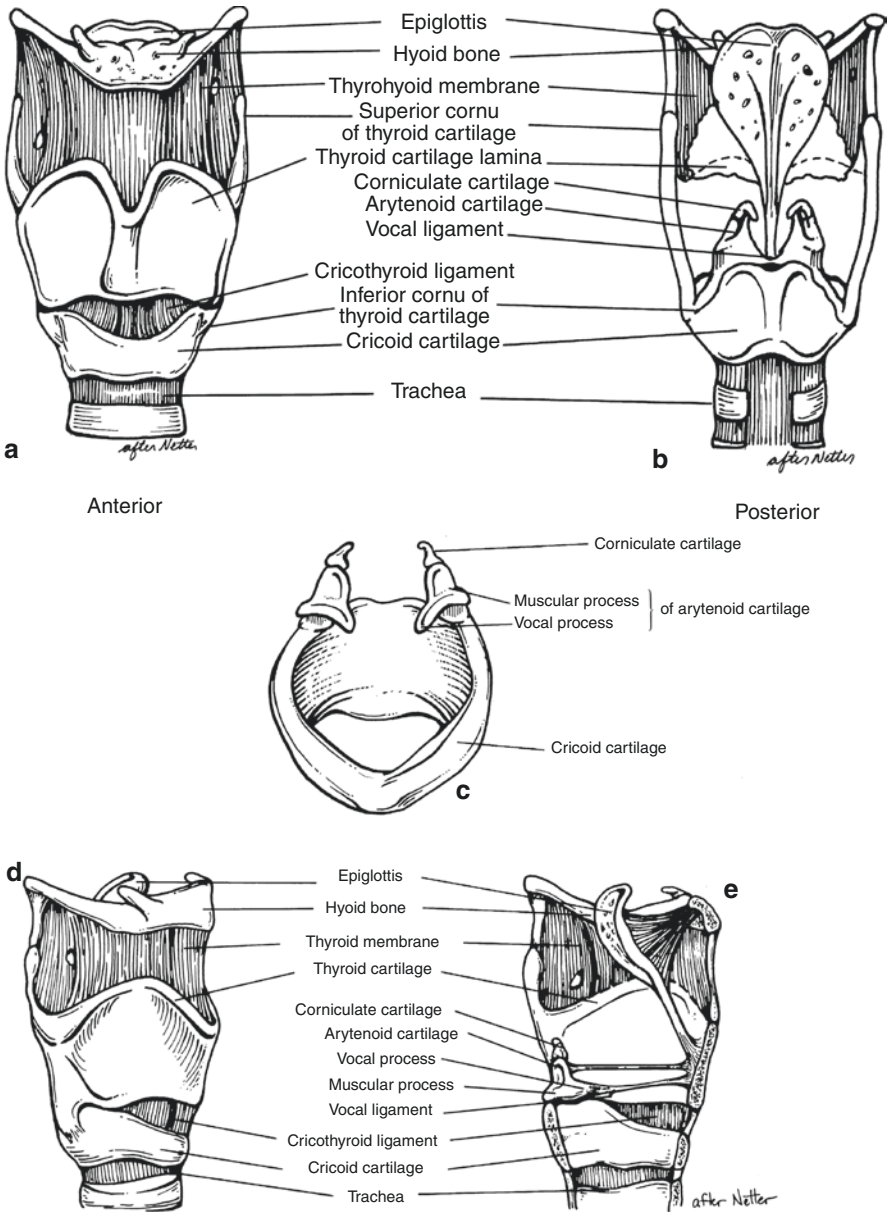 Epiglottis
Hyoid bone
Thyrohyoid membrane
Superior cornu
of thyroid cartilage
Thyroid cartilage lamina
Corniculate cartilage
Arytenoid cartilage
Vocal ligament
Cricothyroid ligament
Inferior cornu of
thyroid cartilage
Cricoid cartilage
Trachea
a
after Netter
b
after Netter
Anterior
Posterior
Corniculate cartilage
Muscular process
Vocal process
of arytenoid cartilage
Cricoid cartilage
c
d
Epiglottis
Hyoid bone
Thyroid membrane
Thyroid cartilage
Corniculate cartilage
Arytenoid cartilage
Vocal process
Muscular process
Vocal ligament
Cricothyroid ligament
Cricoid cartilage
Trachea
e
after Netter